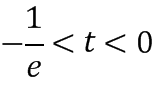 $-\frac{1}{e} < t < 0$